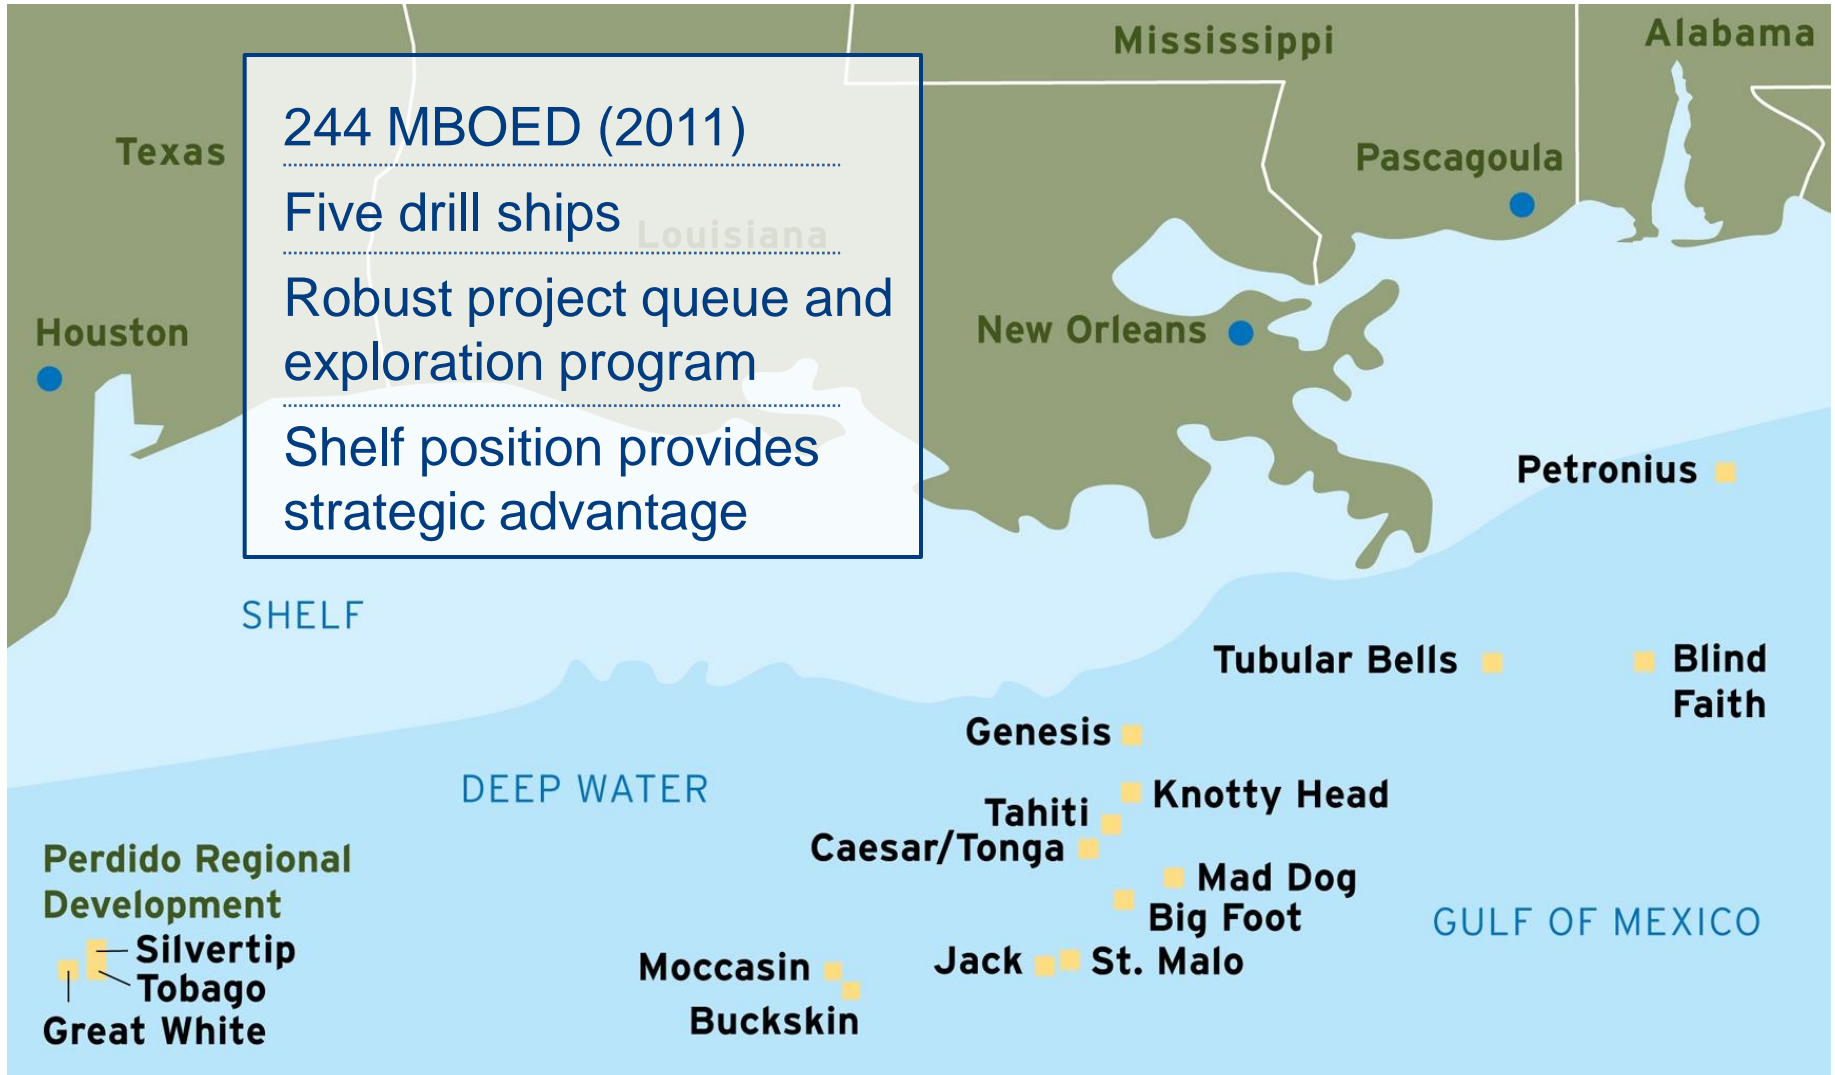 Mississippi
Alabama
244 MBOED (2011)
Texas
Pascagoula
Five drill ships
Louisiana
Robust project queue and
exploration program
Houston
New Orleans
Shelf position provides
strategic advantage
Petronius
SHELF
Tubular Bells
Blind
Faith
Genesis
DEEP WATER
Knotty Head
Tahiti
Caesar/Tonga
Perdido Regional
Development
Mad Dog
Big Foot
GULF OF MEXICO
Silvertip
Tobago
Great White
Moccasin
Buckskin
Jack
St. Malo